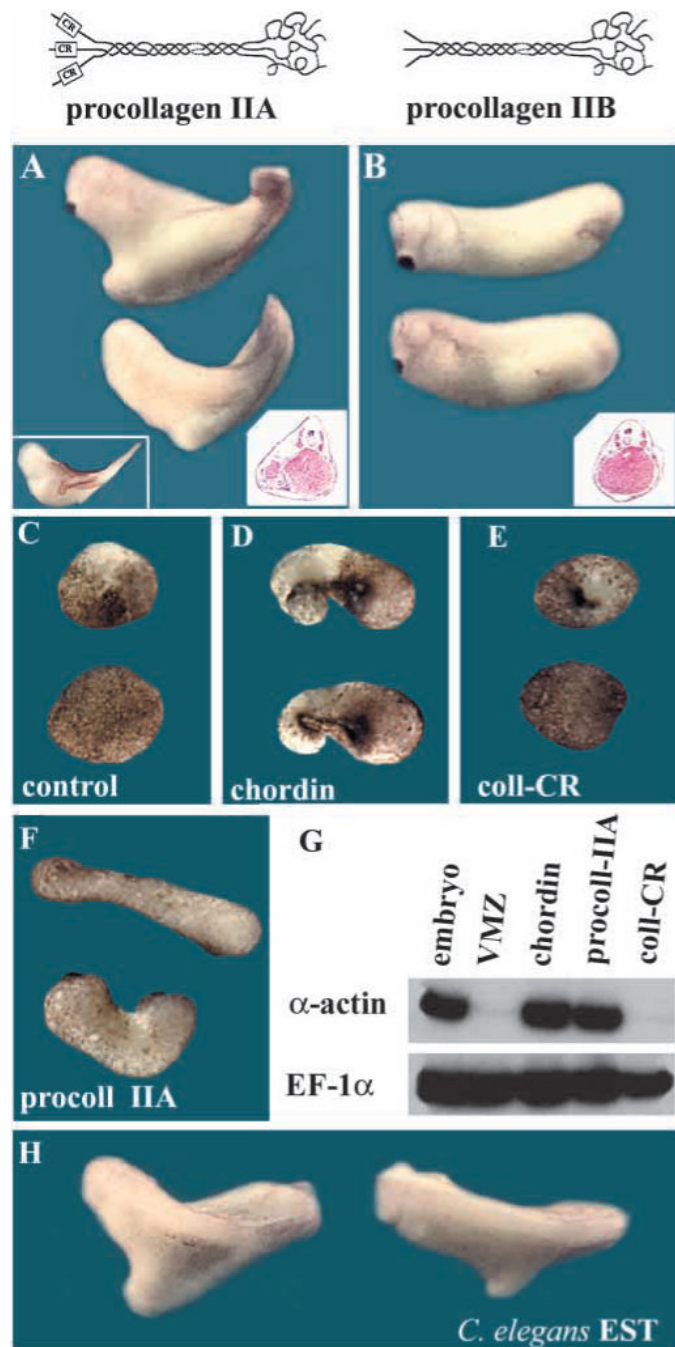 CR
CR
CR
procollagen IIA
procollagen IIB
A
B
C
D
E
control
chordin
coll-CR
F
G
embryo
VMZ
chordin
procoll-IIA
coll-CR
α-actin
EF-1α
procoll IIA
H
C. elegans EST